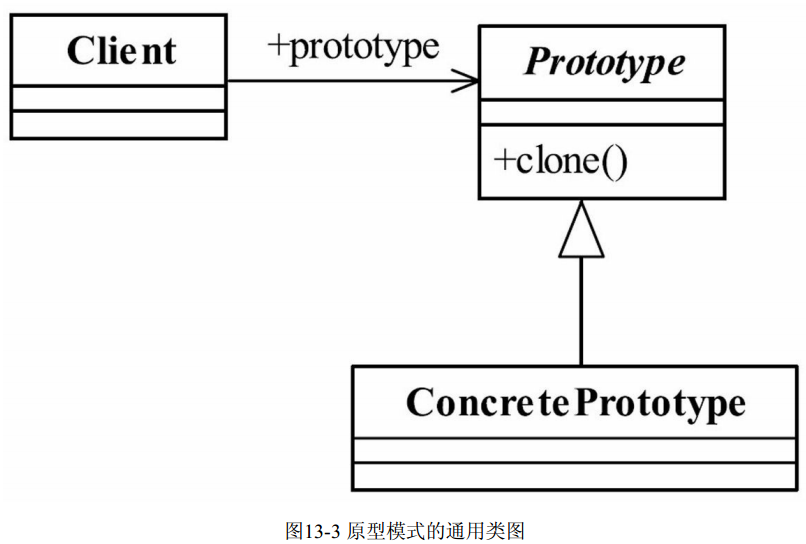 Client
+prototype
Prototype
+clone()
ConcretePrototype
图13-3 原型模式的通用类图